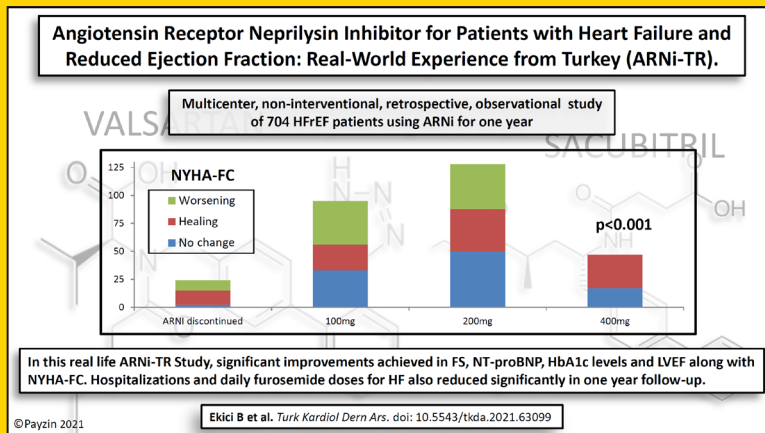 Angiotensin Receptor Neprilysin Inhibitor for Patients with Heart Failure and
Reduced Ejection Fraction: Real-World Experience from Turkey (ARNi-TR).
Multicenter, non-interventional, retrospective, observational study
of 704 HFrEF patients using ARNi for one year
VALSARTAN
SACUBITRIL
NYHA-FC
Worsening
Healing
No change
125
100
75
50
25
0
p<0.001
ARNI discontinued
100mg
200mg
400mg
O
OH
H
N
N
N
N
N
O
O
NH
OH
In this real life ARNi-TR Study, significant improvements achieved in FS, NT-proBNP, HbA1c levels and LVEF along with
NYHA-FC. Hospitalizations and daily furosemide doses for HF also reduced significantly in one year follow-up.
Ekici B et al. Turk Kardiol Dern Ars. doi: 10.5543/tkda.2021.63099
©Payzin 2021